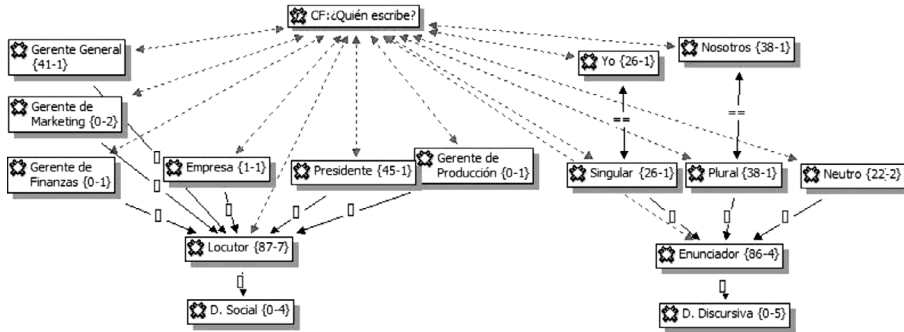 CF:¿Quién escribe?
Gerente General
{41-1}
Nosotros {38-1}
Yo {26-1}
Gerente de
Marketing {0-2}
==
==
Gerente de
Finanzas {0-1}
Empresa {1-1}
Presidente {45-1}
Gerente de
Producción {0-1}
Singular {26-1}
Plural {38-1}
Neutro {22-2}
Locutor {87-7}
Enunciador {86-4}
D. Social {0-4}
D. Discursiva {0-5}